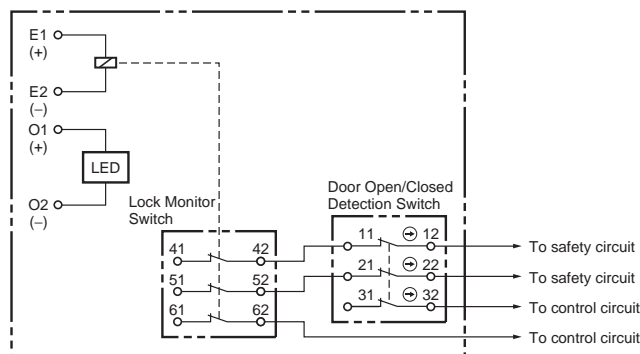 E1
(+)
E2
(−)
O1
(+)
LED
O2
(−)
Lock Monitor
Switch
Door Open/Closed
Detection Switch
41 42
51 52
61 62
11 12
21 22
31 32
To safety circuit
To safety circuit
To control circuit
To control circuit